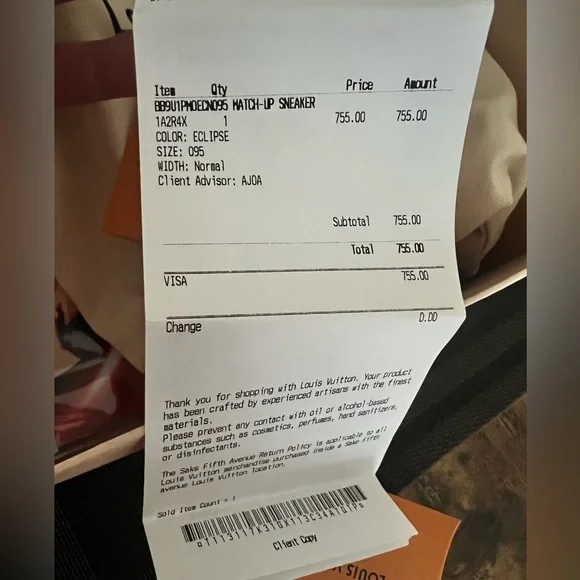 Item Qty Price Amount
BB9U1PMOECN095 MATCH-UP SNEAKER
1A2R4X 1 755.00 755.00
COLOR: ECLIPSE
SIZE: 095
WIDTH: Normal
Client Advisor: AJOA
Subtotal 755.00
Total 755.00
VISA 755.00
Change 0.00
Thank you for shopping with Louis Vuitton. Your product
has been crafted by experienced artisans with the finest
materials.
Please prevent any contact with oil or alcohol-based
substances such as cosmetics, perfumes, hand sanitizers,
or disinfectants.
The Saks Fifth Avenue Return Policy is applicable to all
Louis Vuitton merchandise purchased inside a Saks Fifth
avenue Louis Vuitton location.
Sold Item Count = 1
Client Copy
LOUIS